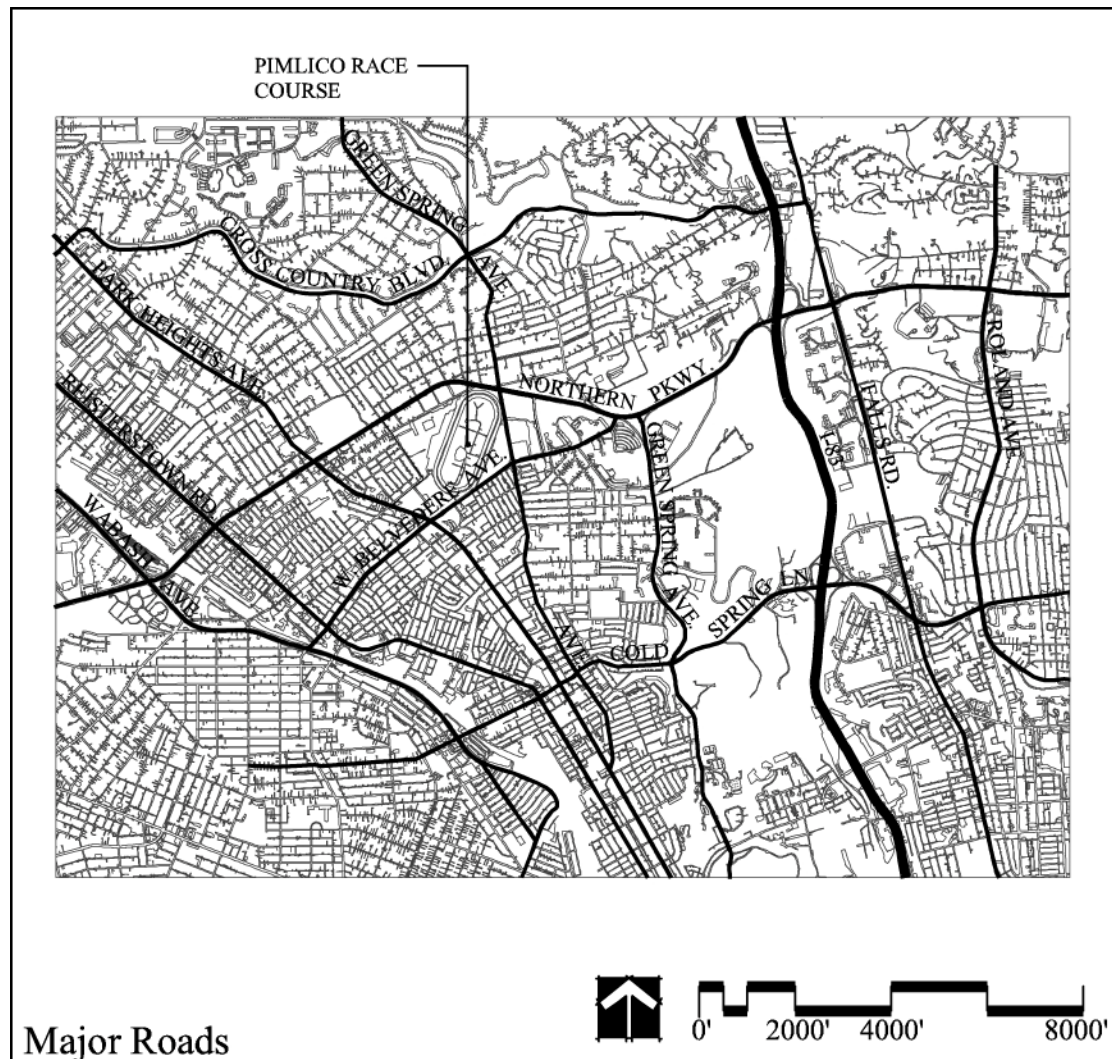 PIMLICO RACE
COURSE
GREEN SPRING
AVE
CROSS COUNTRY BLVD.
PARK HEIGHTS AVE.
REISTERSTOWN RD.
WABASH AVE.
NORTHERN PKWY.
W. BELVEDERE AVE.
GREEN SPRING AVE.
I-83
FALLS RD.
ROLAND AVE
COLD SPRING LN
AVE.
0' 2000' 4000' 8000'
Major Roads